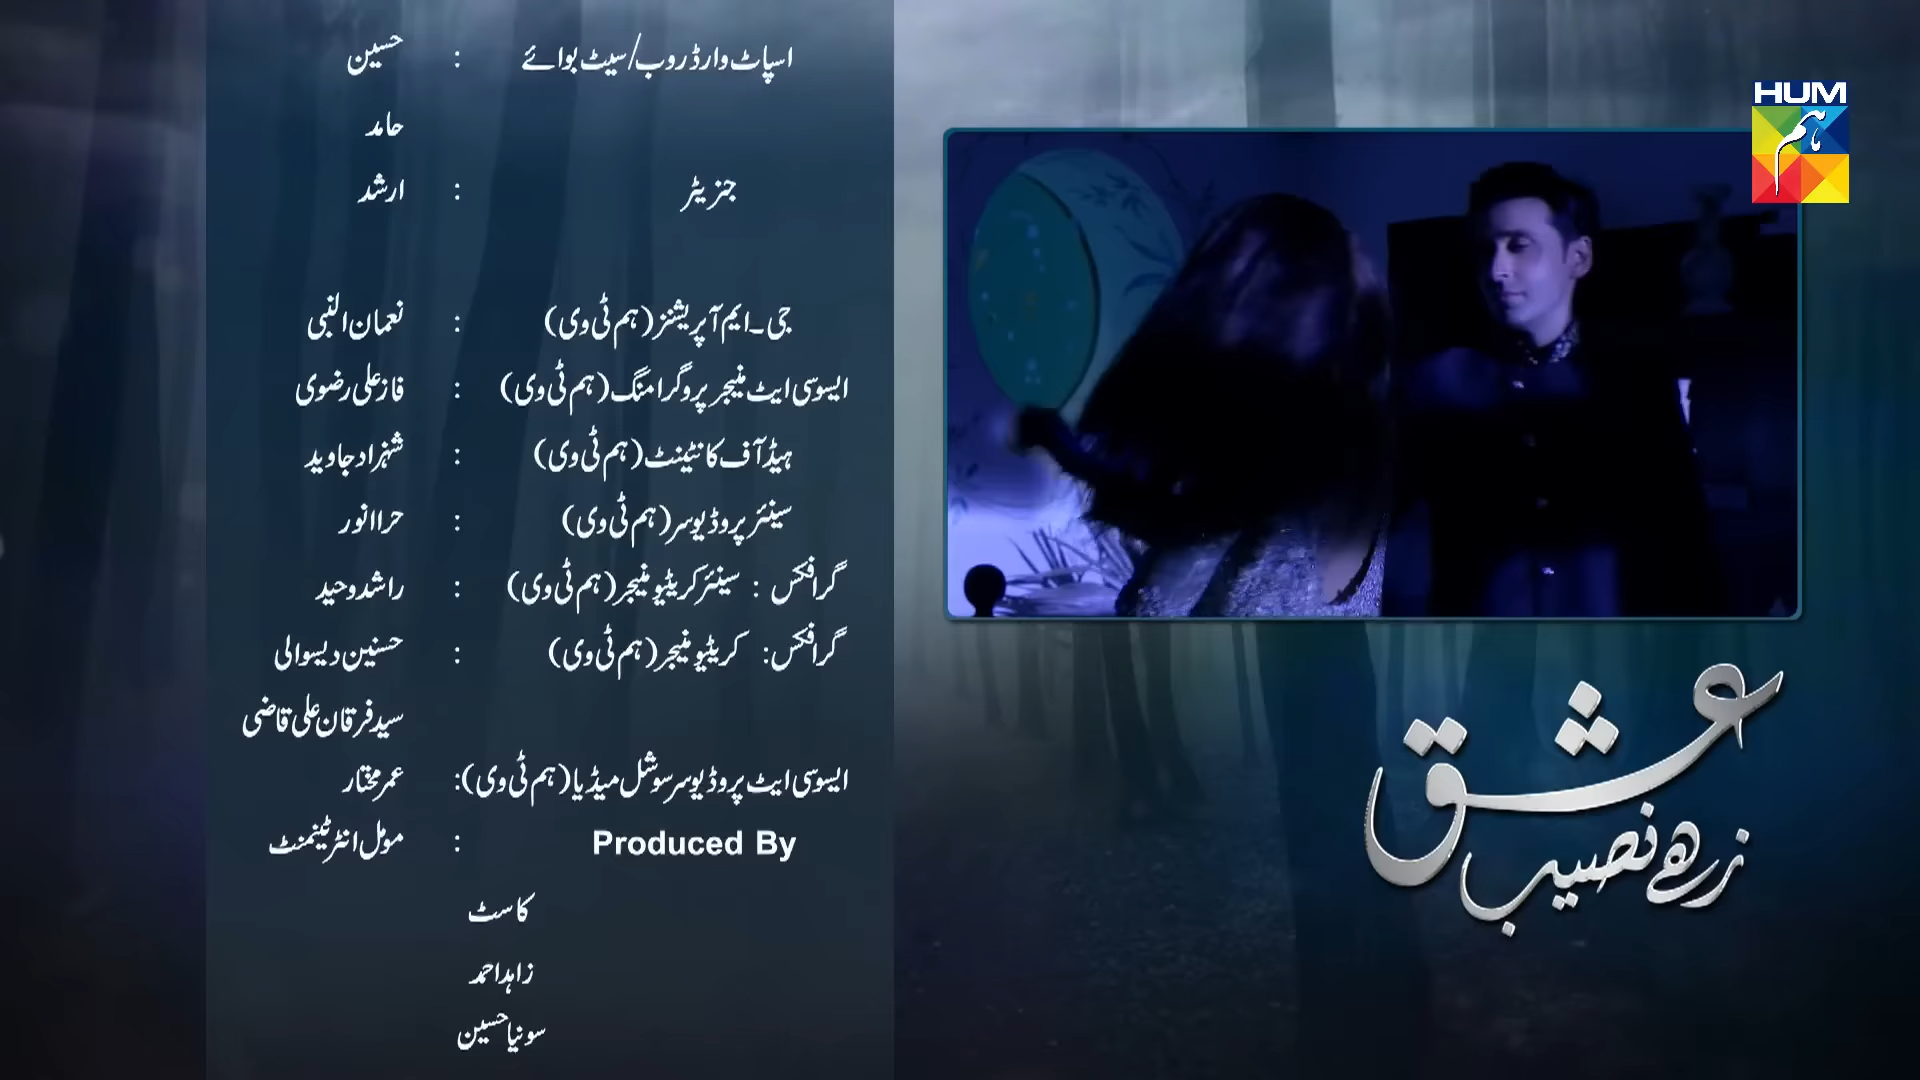 اسپاٹ وارڈ روب/سیٹ بوائے : حسین
حامد
جنریٹر : ارشد
جی۔ایم آپریشنز (ہم ٹی وی) : نعمان النبی
ایسوسی ایٹ منیجر پروگرامنگ (ہم ٹی وی) : فاز علی رضوی
ہیڈ آف کانٹینٹ (ہم ٹی وی) : شہزاد جاوید
سینئر پروڈیوسر (ہم ٹی وی) : حرا انور
گرافکس : سینئر کریٹیو منیجر (ہم ٹی وی) : راشد وحید
گرافکس: کریٹیو منیجر (ہم ٹی وی) : حسنین دیسوالی
سید فرقان علی قاضی
ایسوسی ایٹ پروڈیوسر سوشل میڈیا (ہم ٹی وی): عمر مختار
Produced By : مومل انٹرٹینمنٹ
کاسٹ
زاہد احمد
سونیا حسین
HUM
ہم
عشق
زہے نصیب